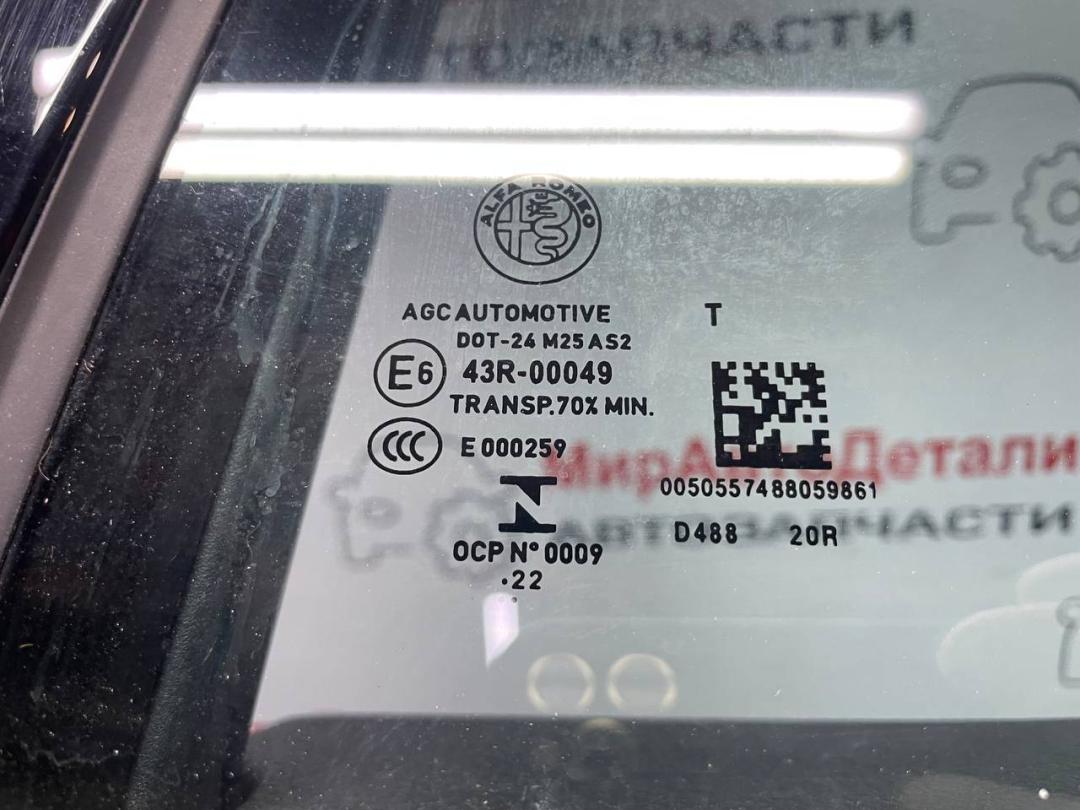 АВТОЗАПЧАСТИ
ALFA ROMEO
AGC AUTOMOTIVE T
DOT-24 M25 AS2
E6 43R-00049
TRANSP.70% MIN.
CCC E 000259
МирАвтоДетали
0050557488059861
АВТОЗАПЧАСТИ
D488 20R
OCP N° 0009
.22